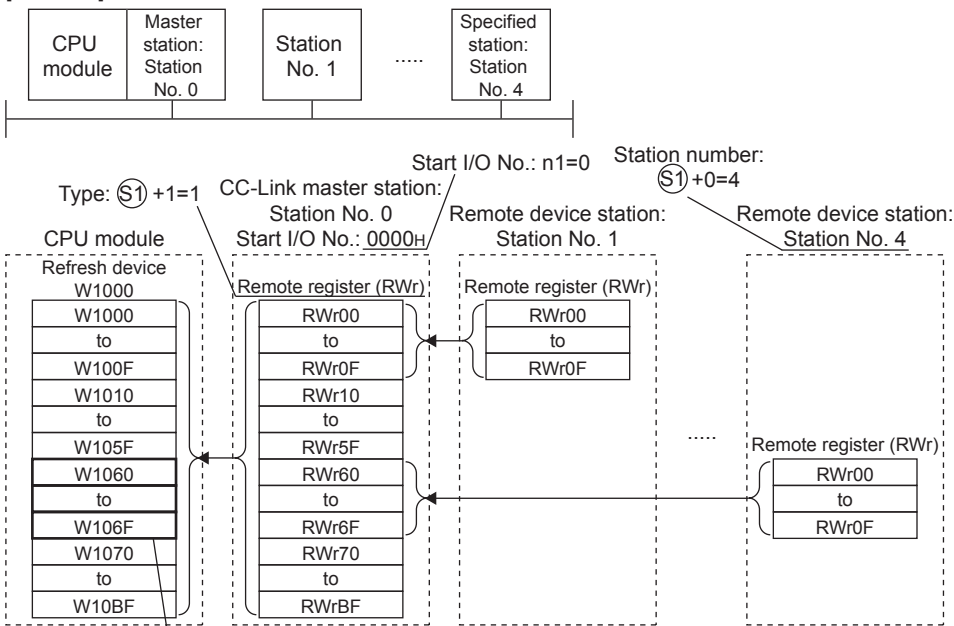 CPU
module
Master
station:
Station
No. 0
Station
No. 1
.....
Specified
station:
Station
No. 4
Start I/O No.: n1=0
Station number:
S1 +0=4
Type: S1 +1=1
CC-Link master station:
Station No. 0
Start I/O No.: 0000H
Remote device station:
Station No. 1
Remote device station:
Station No. 4
CPU module
Refresh device
W1000
W1000
to
W100F
W1010
to
W105F
W1060
to
W106F
W1070
to
W10BF
Remote register (RWr)
RWr00
to
RWr0F
RWr10
to
RWr5F
RWr60
to
RWr6F
RWr70
to
RWrBF
Remote register (RWr)
RWr00
to
RWr0F
.....
Remote register (RWr)
RWr00
to
RWr0F